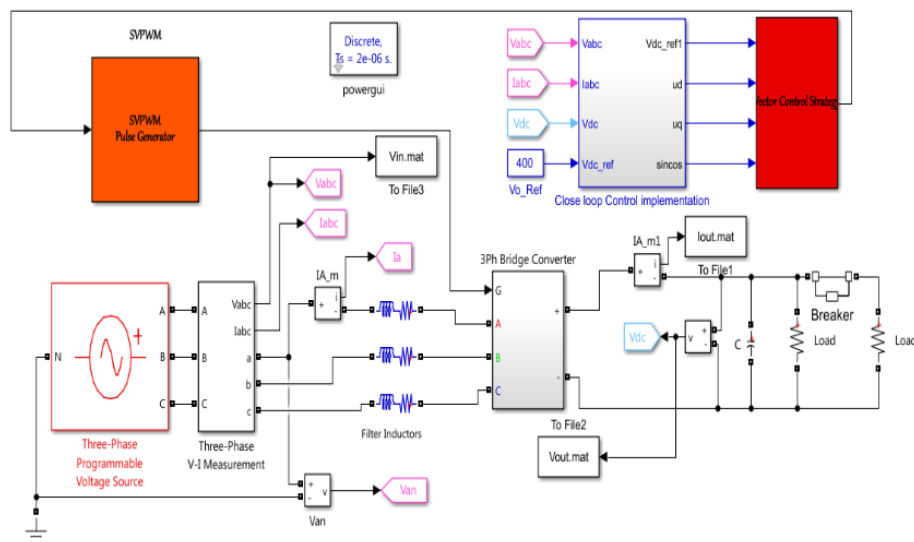 SVPWM
SVPWM
Pulse Generator
Discrete,
Ts = 2e-06 s.
powergui
Vabc
Iabc
Vdc
400
Vo_Ref
Vabc
Iabc
Vdc
Vdc_ref
Vdc_ref1
ud
uq
sincos
Close loop Control implementation
Vector Control Strateg
Vin.mat
To File3
Vabc
Iabc
Ia
IA_m
+
-
i
3Ph Bridge Converter
G
A
B
C
+
-
IA_m1
+
-
i
Iout.mat
To File1
Breaker
Load
Load
C
Vdc
v
+
-
To File2
Vout.mat
N
A
B
C
Three-Phase
Programmable
Voltage Source
A
B
C
Vabc
Iabc
a
b
c
Three-Phase
V-I Measurement
Filter Inductors
+
-
v
Van
Van